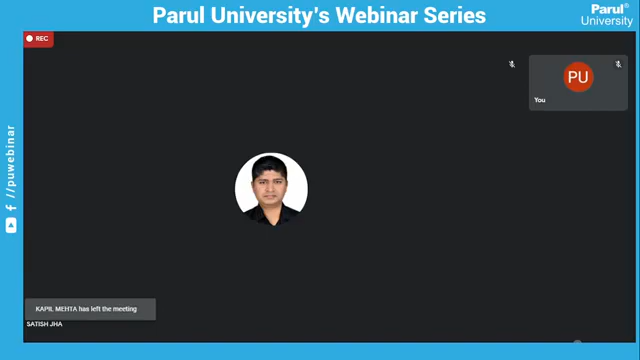 Parul University's Webinar Series
Parul®
University
REC
PU
You
//puwebinar
KAPIL MEHTA has left the meeting
SATISH JHA